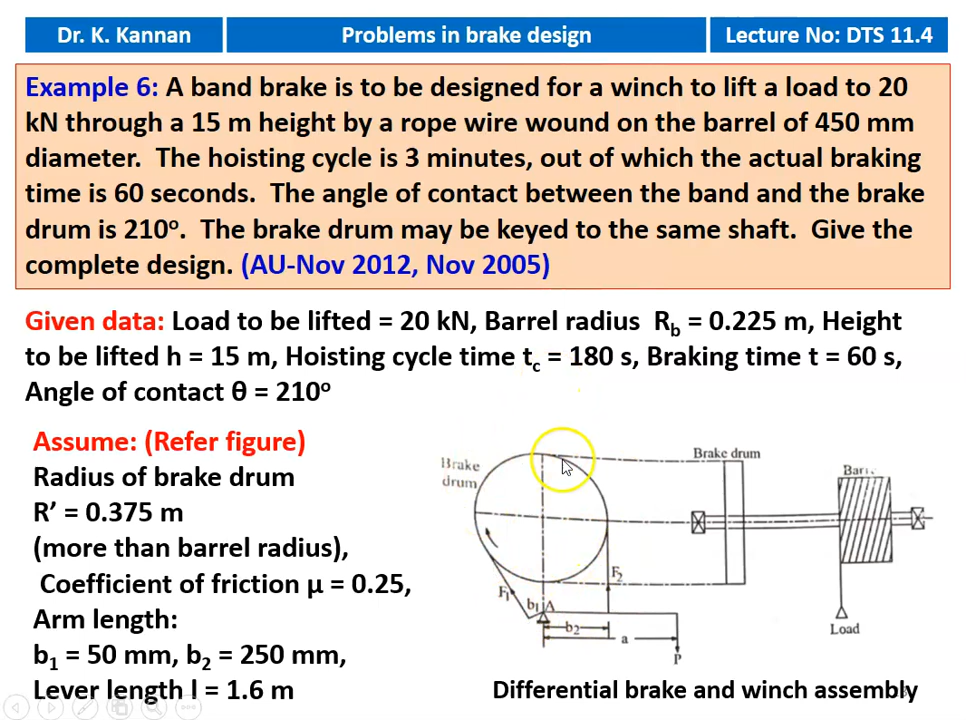 Dr. K. Kannan
Problems in brake design
Lecture No: DTS 11.4
Example 6: A band brake is to be designed for a winch to lift a load to 20
kN through a 15 m height by a rope wire wound on the barrel of 450 mm
diameter. The hoisting cycle is 3 minutes, out of which the actual braking
time is 60 seconds. The angle of contact between the band and the brake
drum is 210º. The brake drum may be keyed to the same shaft. Give the
complete design. (AU-Nov 2012, Nov 2005)
Given data: Load to be lifted = 20 kN, Barrel radius R_b = 0.225 m, Height
to be lifted h = 15 m, Hoisting cycle time t_c = 180 s, Braking time t = 60 s,
Angle of contact θ = 210º
Assume: (Refer figure)
Radius of brake drum
R' = 0.375 m
(more than barrel radius),
Coefficient of friction μ = 0.25,
Arm length:
b₁ = 50 mm, b₂ = 250 mm,
Lever length l = 1.6 m
Brake
drum
Brake drum
F₂
F₁
b₁ A
b₂
a
P
Load
Differential brake and winch assembly